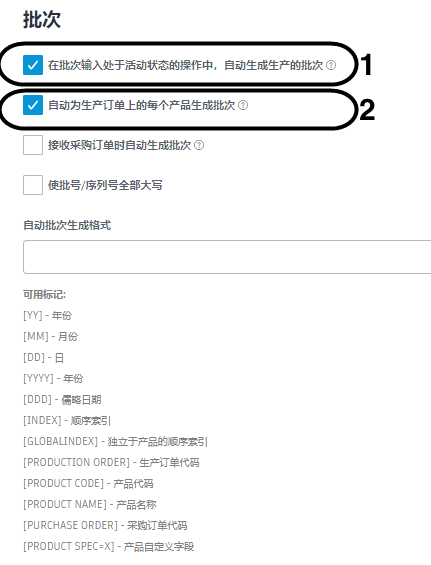 批次
在批次输入处于活动状态的操作中，自动生成生产的批次 ?
1
自动为生产订单上的每个产品生成批次 ?
2
接收采购订单时自动生成批次 ?
使批号/序列号全部大写
自动批次生成格式
可用标记:
[YY] - 年份
[MM] - 月份
[DD] - 日
[YYYY] - 年份
[DDD] - 儒略日期
[INDEX] - 顺序索引
[GLOBALINDEX] - 独立于产品的顺序索引
[PRODUCTION ORDER] - 生产订单代码
[PRODUCT CODE] - 产品代码
[PRODUCT NAME] - 产品名称
[PURCHASE ORDER] - 采购订单代码
[PRODUCT SPEC=X] - 产品自定义字段